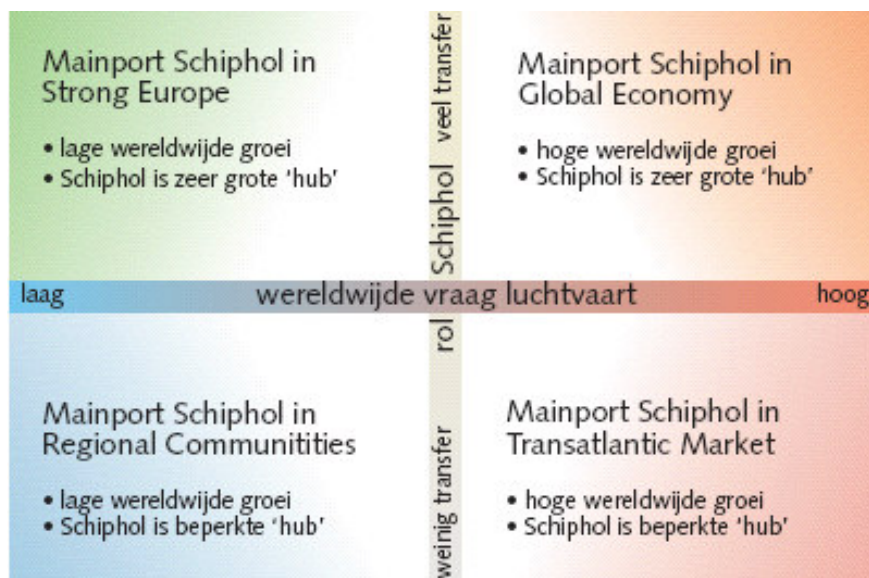 Mainport Schiphol in
Strong Europe
• lage wereldwijde groei
• Schiphol is zeer grote ‘hub’
Mainport Schiphol in
Global Economy
• hoge wereldwijde groei
• Schiphol is zeer grote ‘hub’
weinig transfer rol Schiphol veel transfer
laag wereldwijde vraag luchtvaart hoog
Mainport Schiphol in
Regional Communitities
• lage wereldwijde groei
• Schiphol is beperkte ‘hub’
Mainport Schiphol in
Transatlantic Market
• hoge wereldwijde groei
• Schiphol is beperkte ‘hub’